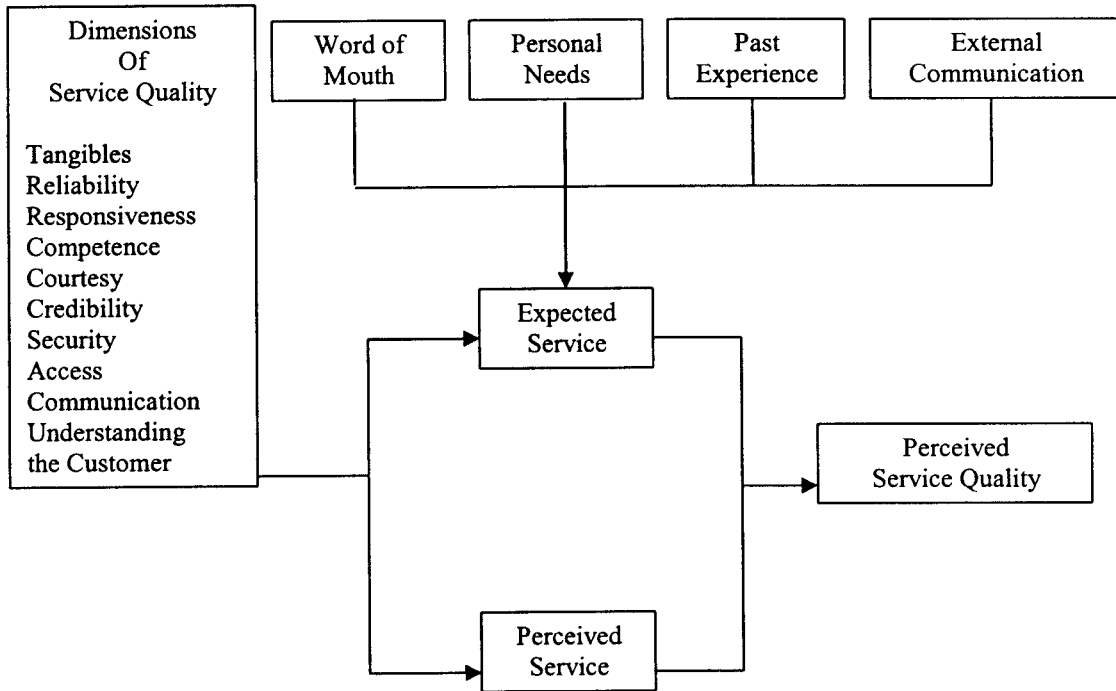 Dimensions
Of
Service Quality
Tangibles
Reliability
Responsiveness
Competence
Courtesy
Credibility
Security
Access
Communication
Understanding
the Customer
Word of
Mouth
Personal
Needs
Past
Experience
External
Communication
Expected
Service
Perceived
Service Quality
Perceived
Service